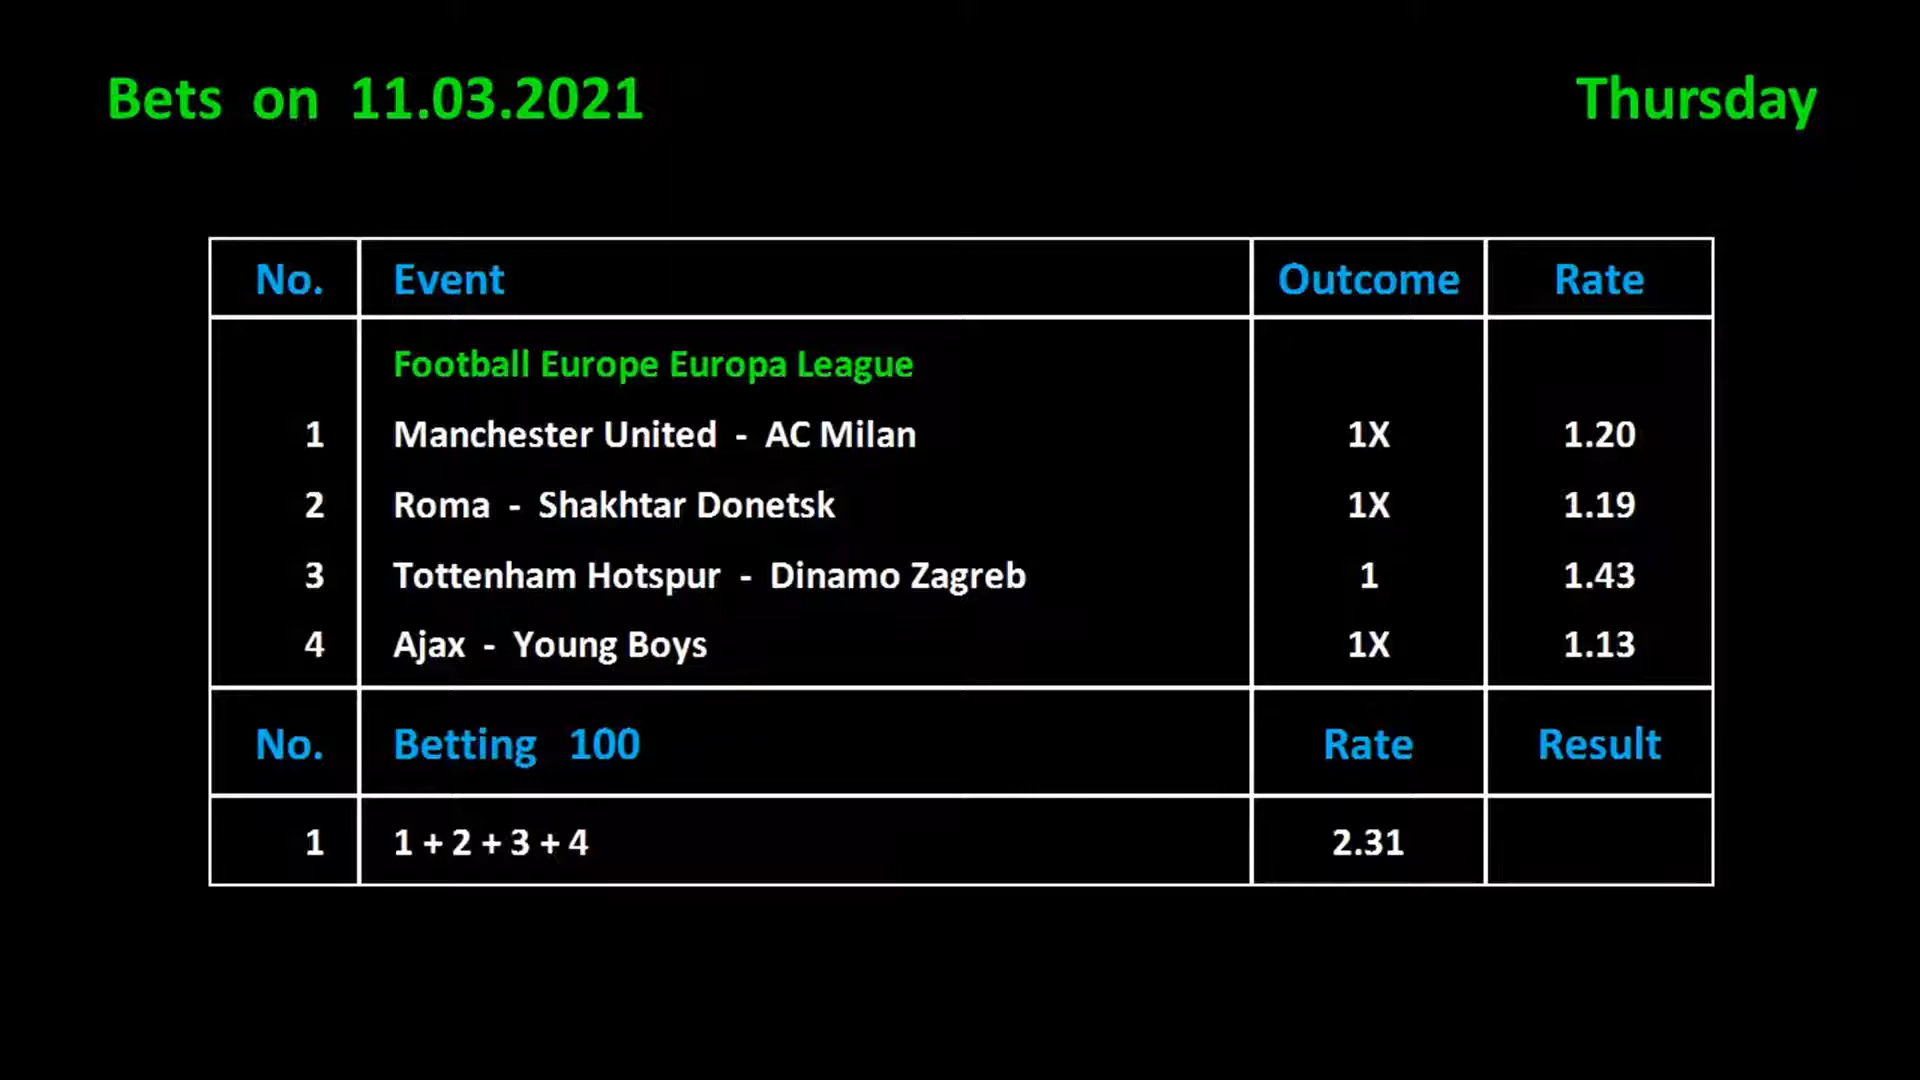 Bets on 11.03.2021 Thursday
No. Event Outcome Rate
Football Europe Europa League
1 Manchester United - AC Milan 1X 1.20
2 Roma - Shakhtar Donetsk 1X 1.19
3 Tottenham Hotspur - Dinamo Zagreb 1 1.43
4 Ajax - Young Boys 1X 1.13
No. Betting 100 Rate Result
1 1 + 2 + 3 + 4 2.31